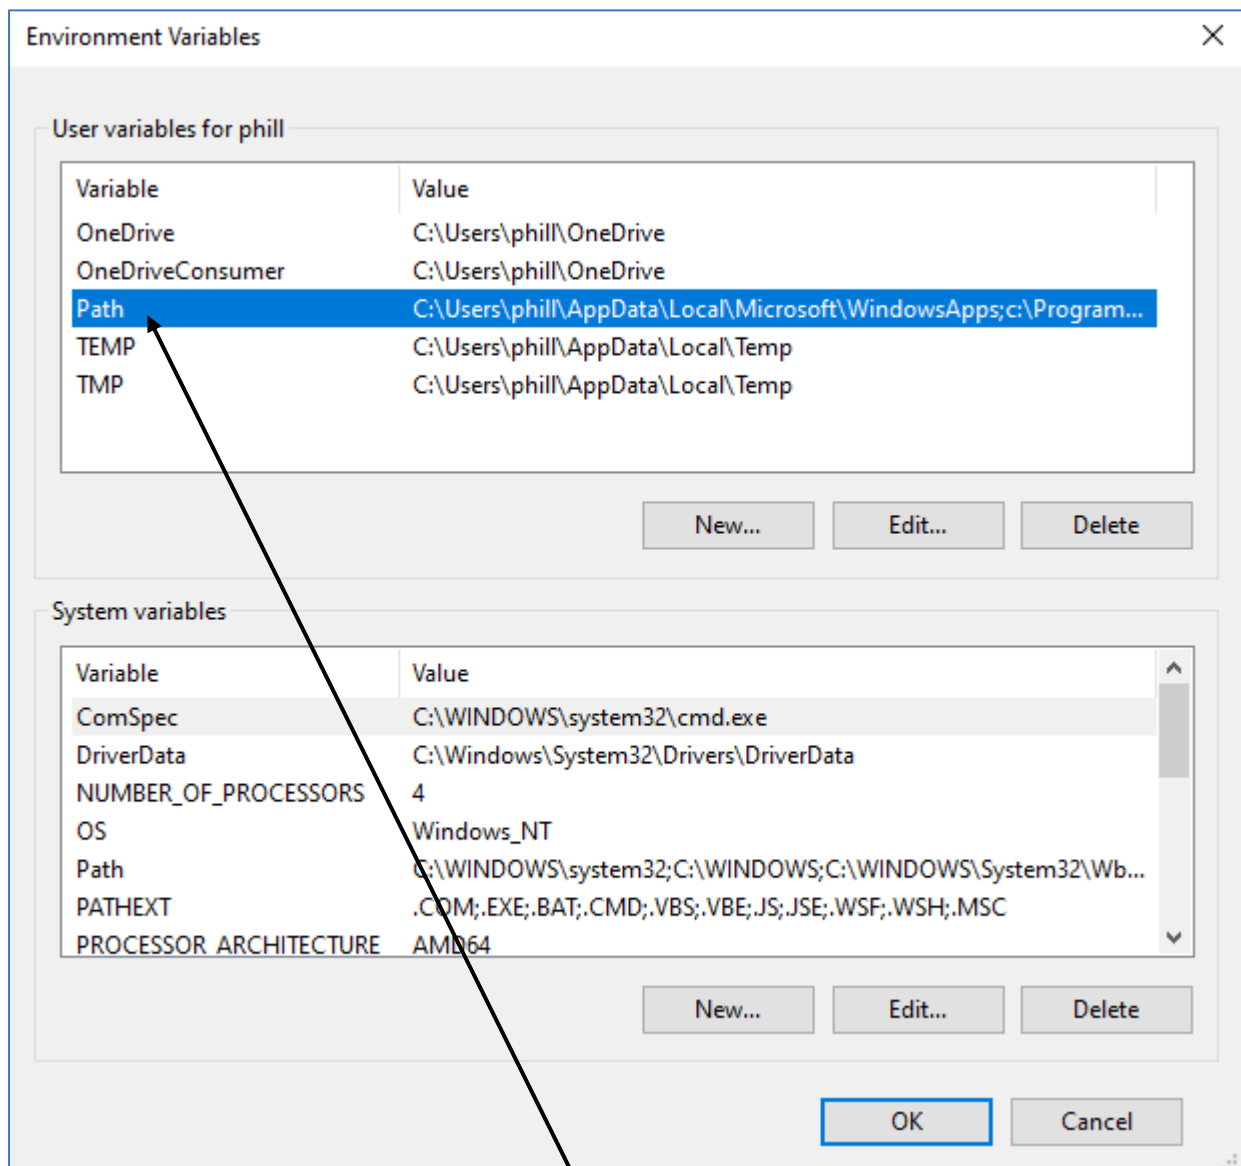 Environment Variables
User variables for phill
Variable Value
OneDrive C:\Users\phill\OneDrive
OneDriveConsumer C:\Users\phill\OneDrive
Path C:\Users\phill\AppData\Local\Microsoft\WindowsApps;c:\Program...
TEMP C:\Users\phill\AppData\Local\Temp
TMP C:\Users\phill\AppData\Local\Temp
New... Edit... Delete
System variables
Variable Value
ComSpec C:\WINDOWS\system32\cmd.exe
DriverData C:\Windows\System32\Drivers\DriverData
NUMBER_OF_PROCESSORS 4
OS Windows_NT
Path C:\WINDOWS\system32;C:\WINDOWS;C:\WINDOWS\System32\Wb...
PATHEXT .COM;.EXE;.BAT;.CMD;.VBS;.VBE;.JS;.JSE;.WSF;.WSH;.MSC
PROCESSOR_ARCHITECTURE AMD64
New... Edit... Delete
OK Cancel